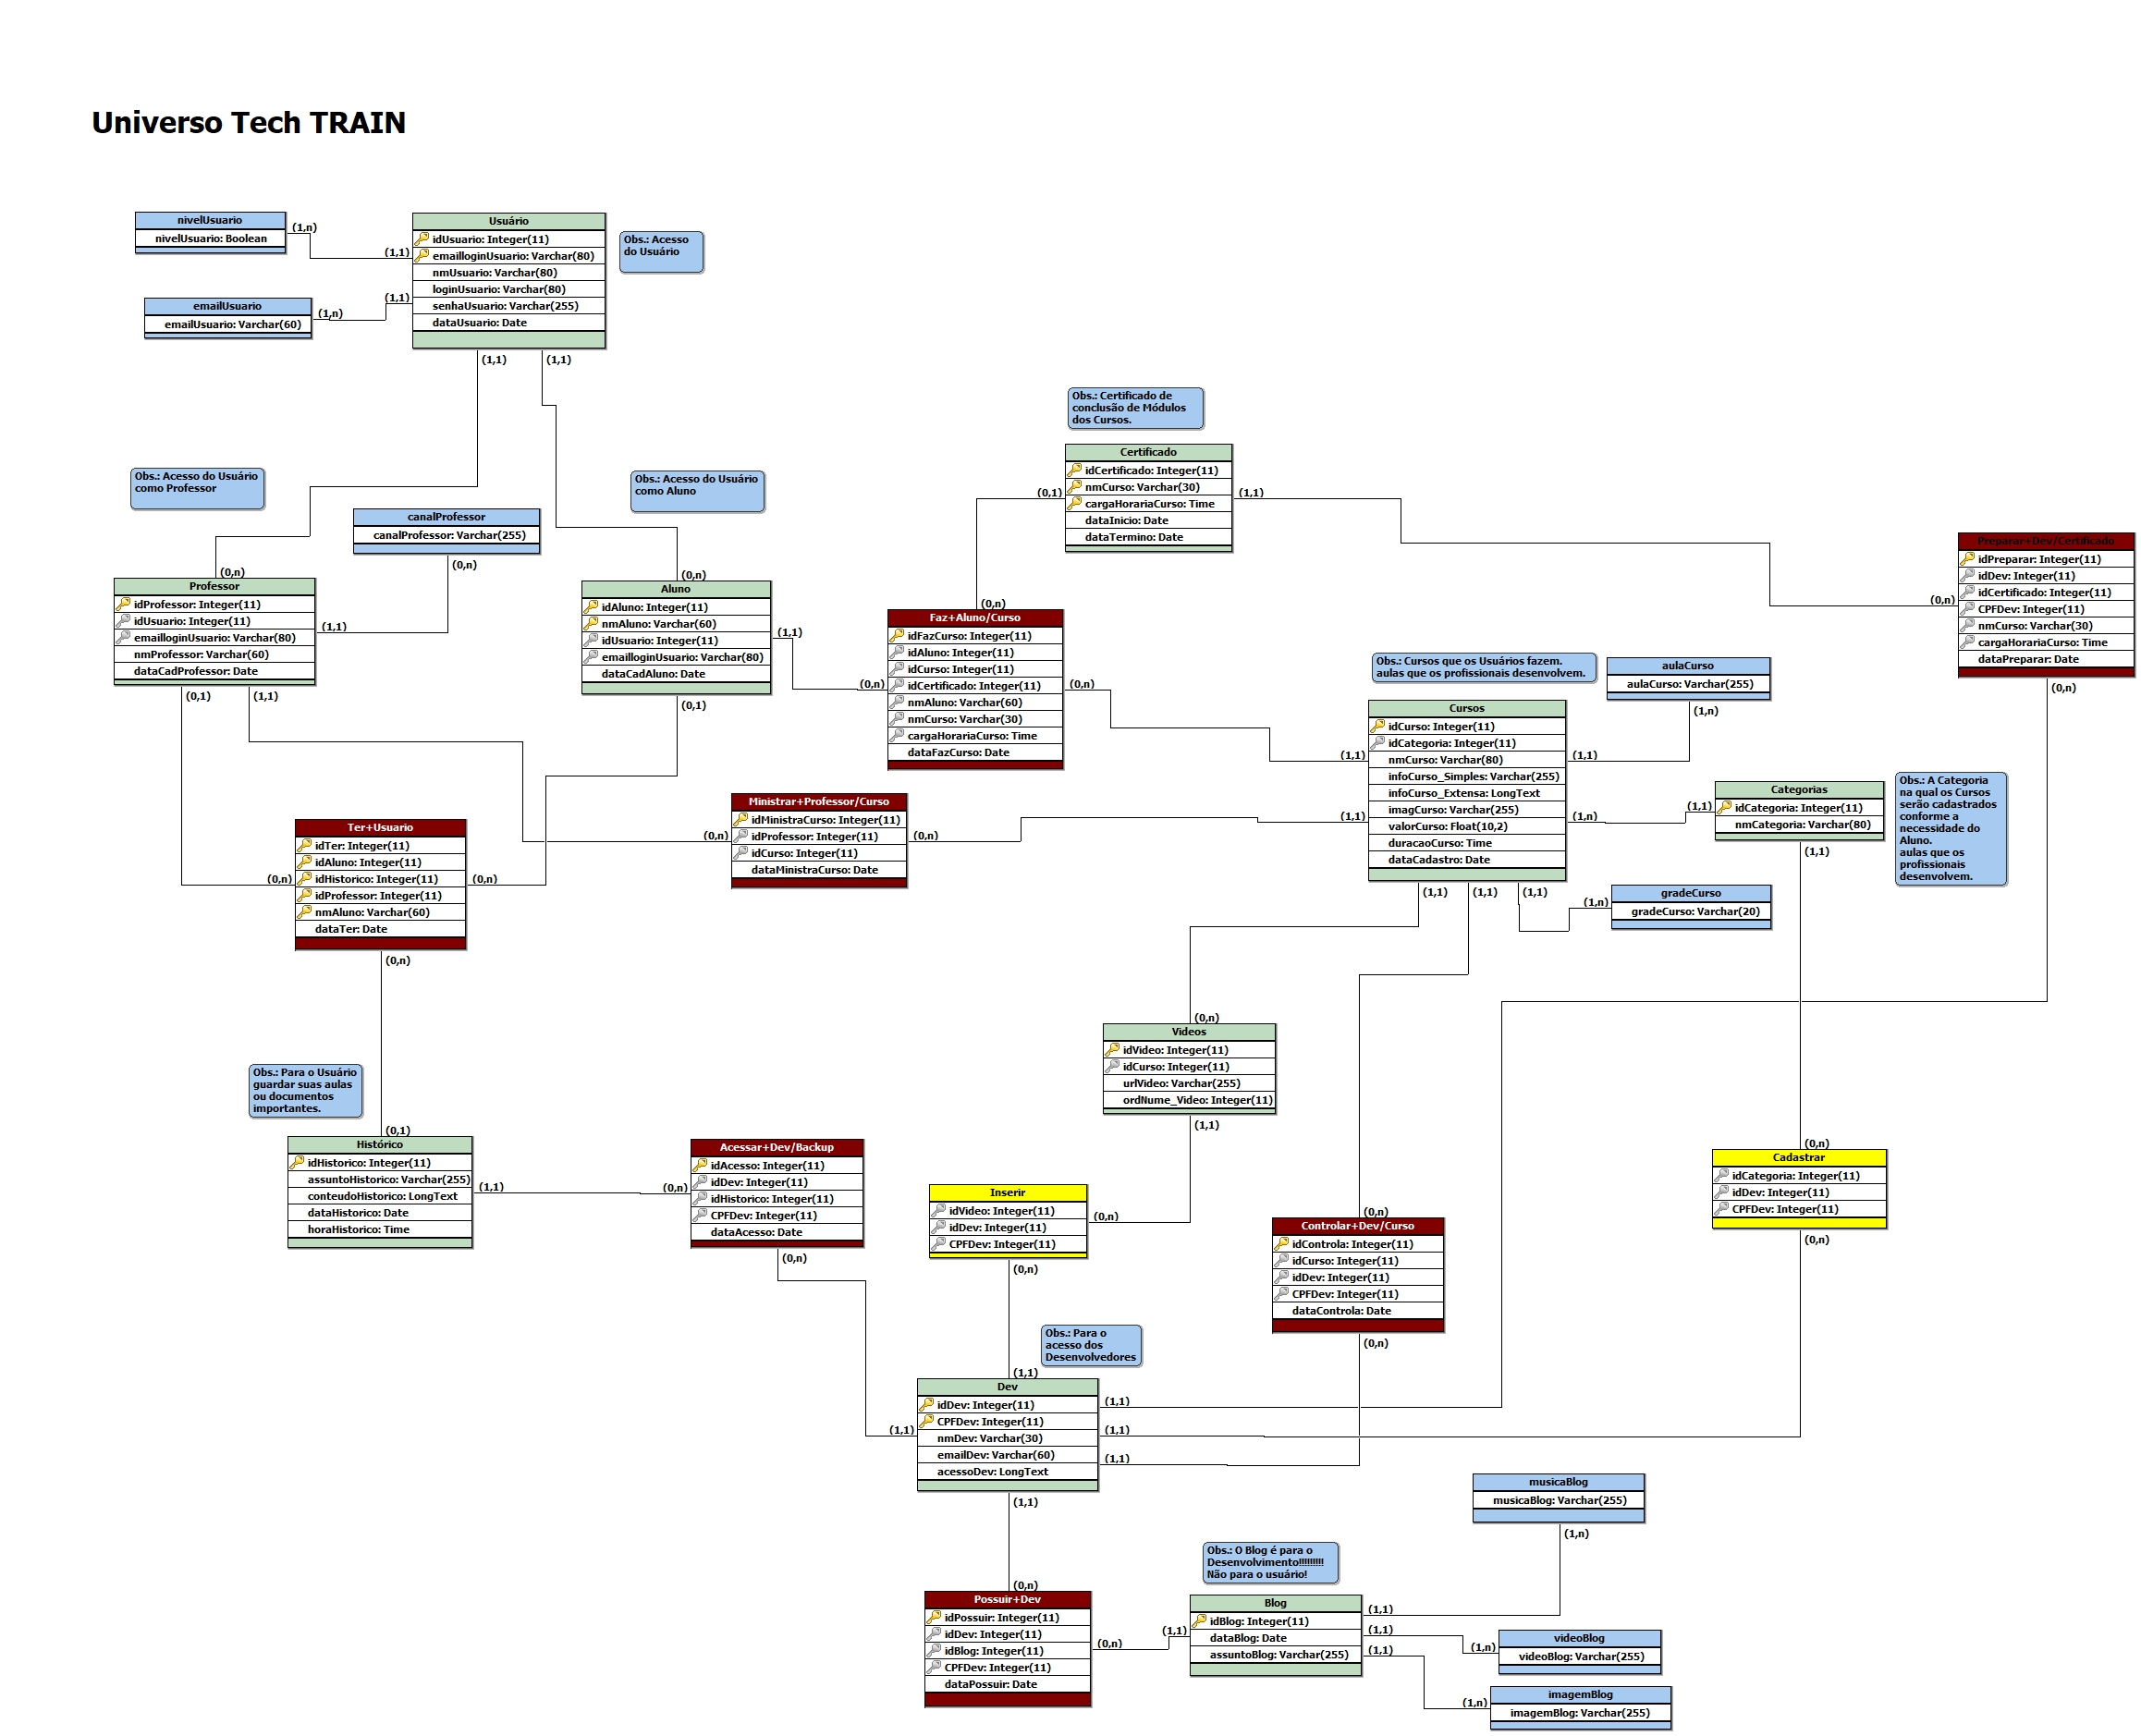 Universo Tech TRAIN
nivelUsuario
nivelUsuario: Boolean
(1,n)
(1,1)
emailUsuario
emailUsuario: Varchar(60)
(1,n)
(1,1)
Usuário
idUsuario: Integer(11)
emailloginUsuario: Varchar(80)
nmUsuario: Varchar(80)
loginUsuario: Varchar(80)
senhaUsuario: Varchar(255)
dataUsuario: Date
(1,1)
(1,1)
Obs.: Acesso
do Usuário
Obs.: Certificado de
conclusão de Módulos
dos Cursos.
Certificado
idCertificado: Integer(11)
nmCurso: Varchar(30)
cargaHorariaCurso: Time
dataInicio: Date
dataTermino: Date
(0,1)
(1,1)
Obs.: Acesso do Usuário
como Professor
canalProfessor
canalProfessor: Varchar(255)
(0,n)
Obs.: Acesso do Usuário
como Aluno
(0,n)
Professor
idProfessor: Integer(11)
idUsuario: Integer(11)
emailloginUsuario: Varchar(80)
nmProfessor: Varchar(60)
dataCadProfessor: Date
(1,1)
(0,1)
(1,1)
(0,n)
Aluno
idAluno: Integer(11)
nmAluno: Varchar(60)
idUsuario: Integer(11)
emailloginUsuario: Varchar(80)
dataCadAluno: Date
(1,1)
(0,1)
(0,n)
Faz+Aluno/Curso
idFazCurso: Integer(11)
idAluno: Integer(11)
idCurso: Integer(11)
idCertificado: Integer(11)
nmAluno: Varchar(60)
nmCurso: Varchar(30)
cargaHorariaCurso: Time
dataFazCurso: Date
(0,n)
(0,n)
Preparar+Dev/Certificado
idPreparar: Integer(11)
idDev: Integer(11)
idCertificado: Integer(11)
CPFDev: Integer(11)
nmCurso: Varchar(30)
cargaHorariaCurso: Time
dataPreparar: Date
(0,n)
(0,n)
Obs.: Cursos que os Usuários fazem.
aulas que os profissionais desenvolvem.
aulaCurso
aulaCurso: Varchar(255)
(1,n)
Cursos
idCurso: Integer(11)
idCategoria: Integer(11)
nmCurso: Varchar(80)
infoCurso_Simples: Varchar(255)
infoCurso_Extensa: LongText
imagCurso: Varchar(255)
valorCurso: Float(10,2)
duracaoCurso: Time
dataCadastro: Date
(1,1)
(1,1)
(1,1)
(1,n)
(1,1)
(1,1)
(1,1)
Categorias
idCategoria: Integer(11)
nmCategoria: Varchar(80)
(1,1)
(1,1)
Obs.: A Categoria
na qual os Cursos
serão cadastrados
conforme a
necessidade do
Aluno.
aulas que os
profissionais
desenvolvem.
gradeCurso
gradeCurso: Varchar(20)
(1,n)
Ministrar+Professor/Curso
idMinistraCurso: Integer(11)
idProfessor: Integer(11)
idCurso: Integer(11)
dataMinistraCurso: Date
(0,n)
(0,n)
Ter+Usuario
idTer: Integer(11)
idAluno: Integer(11)
idHistorico: Integer(11)
idProfessor: Integer(11)
nmAluno: Varchar(60)
dataTer: Date
(0,n)
(0,n)
(0,n)
(0,n)
Videos
idVideo: Integer(11)
idCurso: Integer(11)
urlVideo: Varchar(255)
ordNume_Video: Integer(11)
(1,1)
Obs.: Para o Usuário
guardar suas aulas
ou documentos
importantes.
(0,1)
Histórico
idHistorico: Integer(11)
assuntoHistorico: Varchar(255)
conteudoHistorico: LongText
dataHistorico: Date
horaHistorico: Time
(1,1)
Acessar+Dev/Backup
idAcesso: Integer(11)
idDev: Integer(11)
idHistorico: Integer(11)
CPFDev: Integer(11)
dataAcesso: Date
(0,n)
(0,n)
Inserir
idVideo: Integer(11)
idDev: Integer(11)
CPFDev: Integer(11)
(0,n)
(0,n)
(0,n)
Controlar+Dev/Curso
idControla: Integer(11)
idCurso: Integer(11)
idDev: Integer(11)
CPFDev: Integer(11)
dataControla: Date
(0,n)
(0,n)
Cadastrar
idCategoria: Integer(11)
idDev: Integer(11)
CPFDev: Integer(11)
(0,n)
Obs.: Para o
acesso dos
Desenvolvedores
(1,1)
Dev
idDev: Integer(11)
CPFDev: Integer(11)
nmDev: Varchar(30)
emailDev: Varchar(60)
acessoDev: LongText
(1,1)
(1,1)
(1,1)
(1,1)
(1,1)
musicaBlog
musicaBlog: Varchar(255)
(1,n)
Obs.: O Blog é para o
Desenvolvimento!!!!!!!!!
Não para o usuário!
(0,n)
Possuir+Dev
idPossuir: Integer(11)
idDev: Integer(11)
idBlog: Integer(11)
CPFDev: Integer(11)
dataPossuir: Date
(0,n)
(1,1)
Blog
idBlog: Integer(11)
dataBlog: Date
assuntoBlog: Varchar(255)
(1,1)
(1,1)
(1,1)
(1,n)
videoBlog
videoBlog: Varchar(255)
(1,n)
imagemBlog
imagemBlog: Varchar(255)